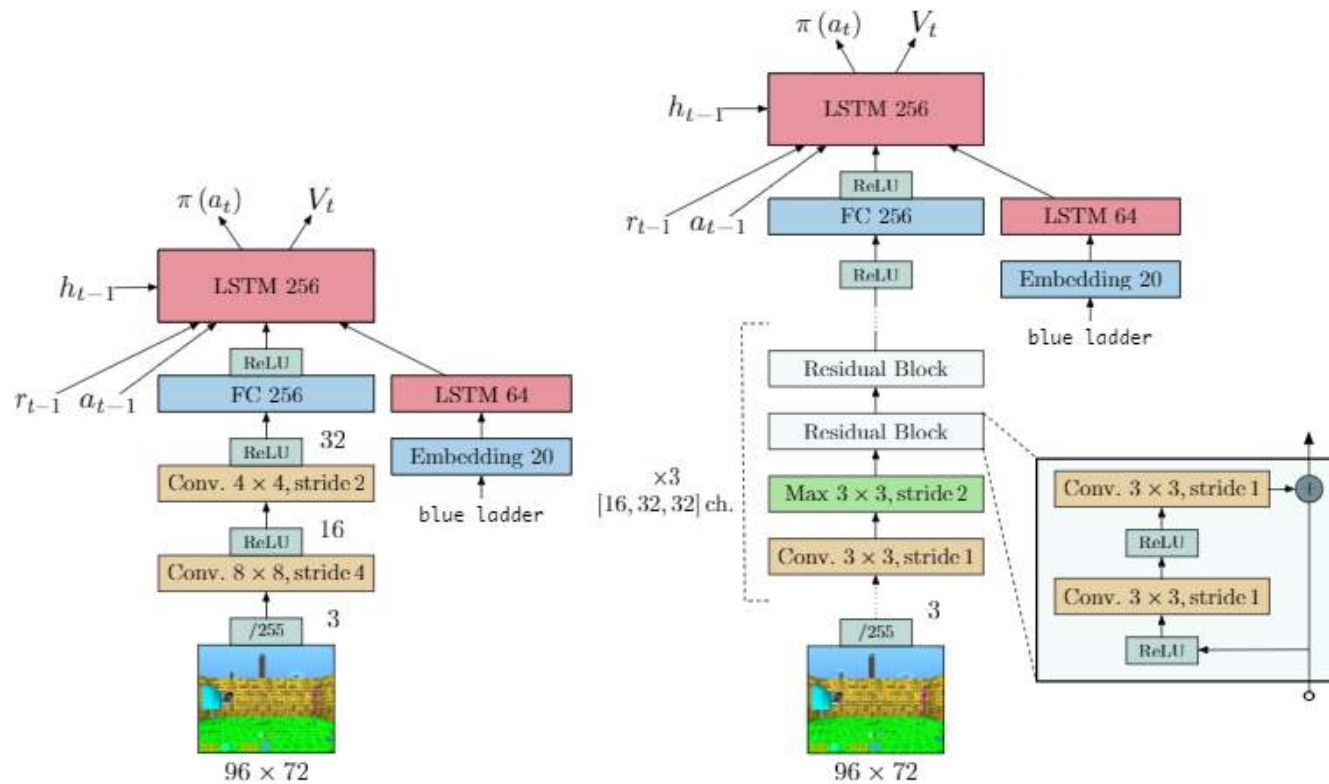 π (a_t) V_t
LSTM 256
h_{t−1}
ReLU
r_{t−1} a_{t−1}
FC 256
LSTM 64
32
ReLU
Embedding 20
Conv. 4 × 4, stride 2
blue ladder
16
ReLU
Conv. 8 × 8, stride 4
3
/255
96 × 72
π (a_t) V_t
LSTM 256
h_{t−1}
ReLU
r_{t−1} a_{t−1}
FC 256
LSTM 64
ReLU
Embedding 20
blue ladder
Residual Block
Residual Block
×3
[16, 32, 32] ch.
Max 3 × 3, stride 2
Conv. 3 × 3, stride 1
3
/255
96 × 72
Conv. 3 × 3, stride 1
+
ReLU
Conv. 3 × 3, stride 1
ReLU